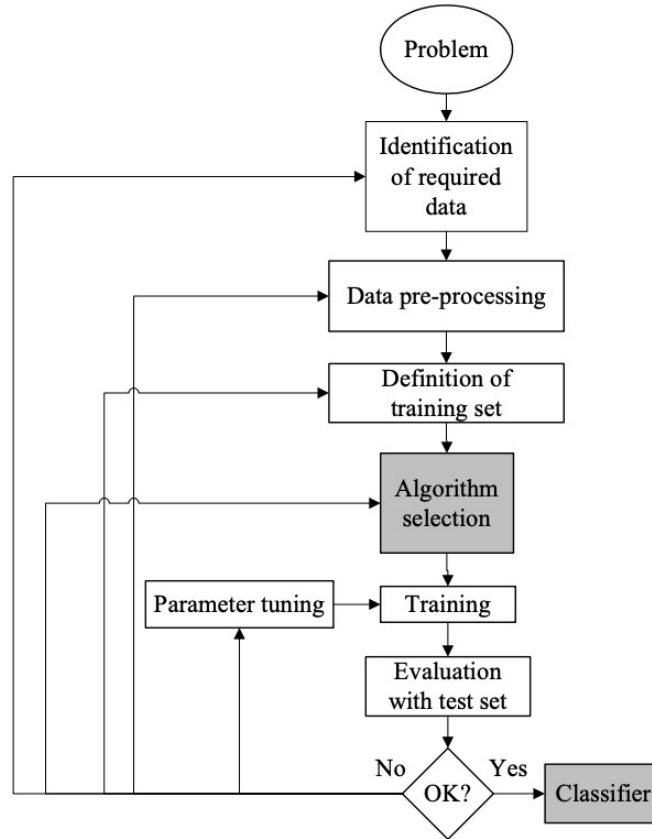 Problem
Identification
of required
data
Data pre-processing
Definition of
training set
Algorithm
selection
Parameter tuning
Training
Evaluation
with test set
No
Yes
OK?
Classifier